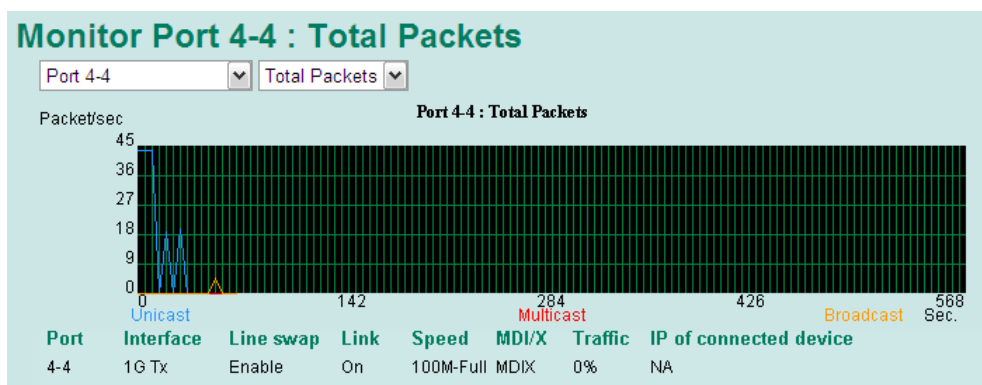 Monitor Port 4-4 : Total Packets
Port 4-4 Total Packets
Packet/sec Port 4-4 : Total Packets
45
36
27
18
9
0
0 142 284 426 568
Unicast Multicast Broadcast Sec.
Port Interface Line swap Link Speed MDI/X Traffic IP of connected device
4-4 1G Tx Enable On 100M-Full MDIX 0% NA